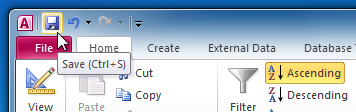 A
File Home Create External Data Database T
Save (Ctrl+S)
Cut
Copy
View Paste
Filter
Ascending
Descending
A Z
Z A